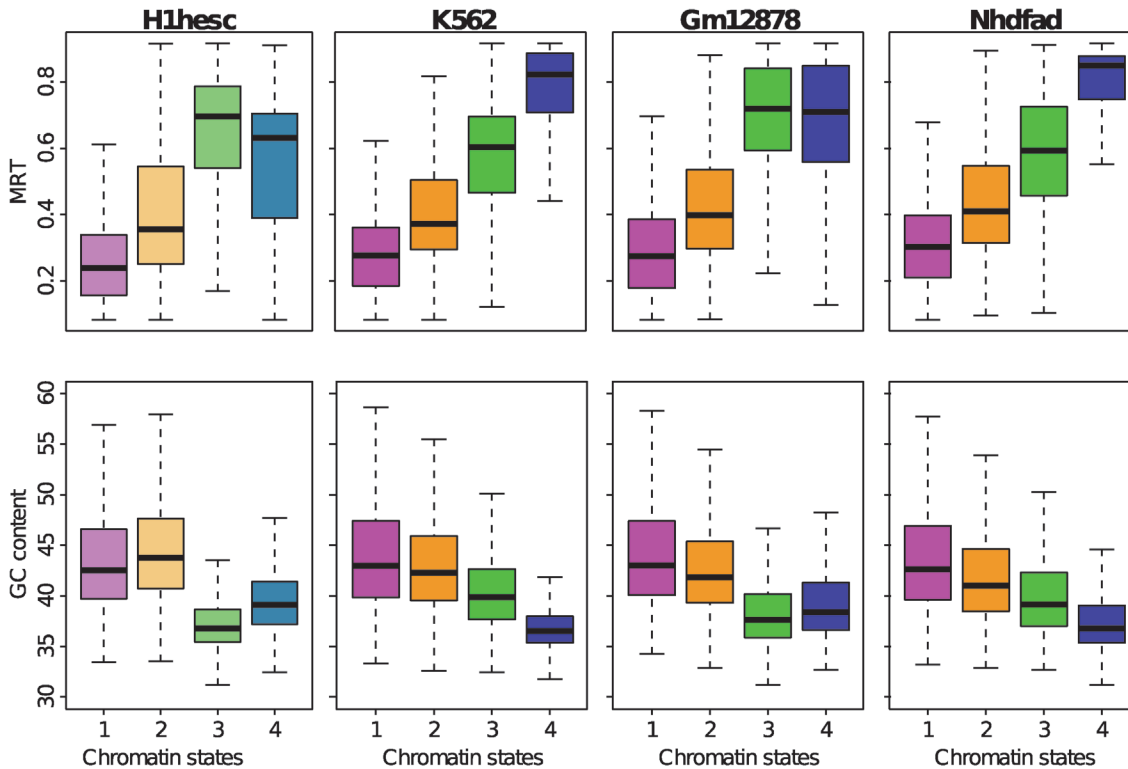 H1hesc K562 Gm12878 Nhdfad
MRT
0.8
0.6
0.4
0.2
GC content
60
55
50
45
40
35
30
1 2 3 4 1 2 3 4 1 2 3 4 1 2 3 4
Chromatin states Chromatin states Chromatin states Chromatin states